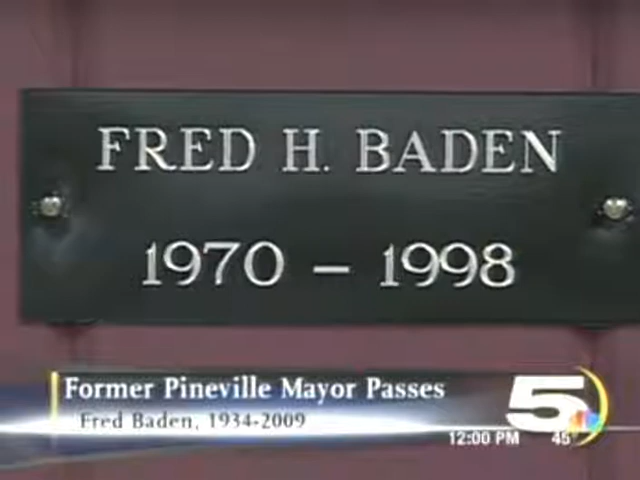 FRED H. BADEN
1970 – 1998
Former Pineville Mayor Passes
Fred Baden, 1934-2009
5
12:00 PM 45°